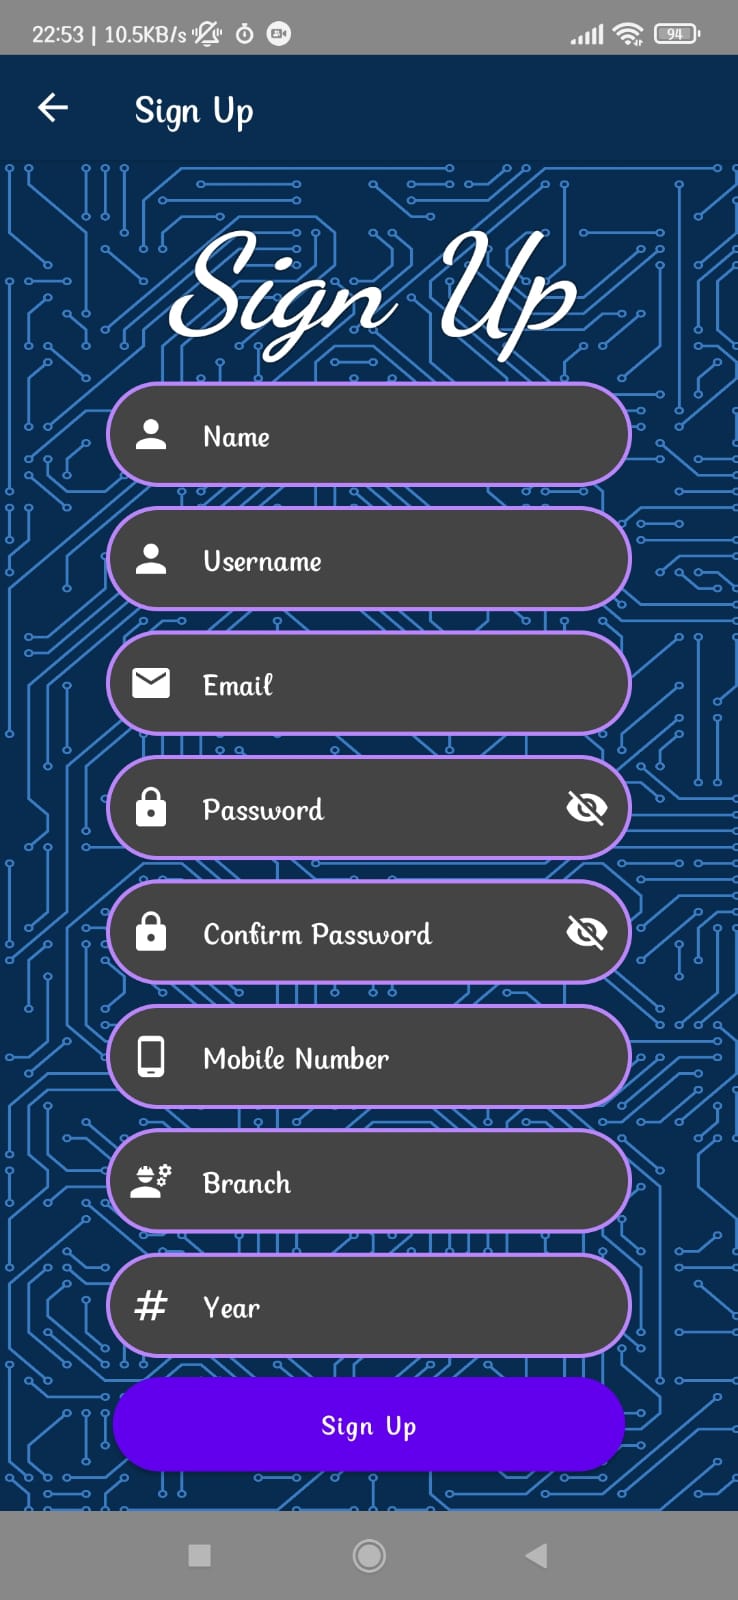 22:53 | 10.5KB/s
94
Sign Up
Sign Up
Name
Username
Email
Password
Confirm Password
Mobile Number
Branch
# Year
Sign Up